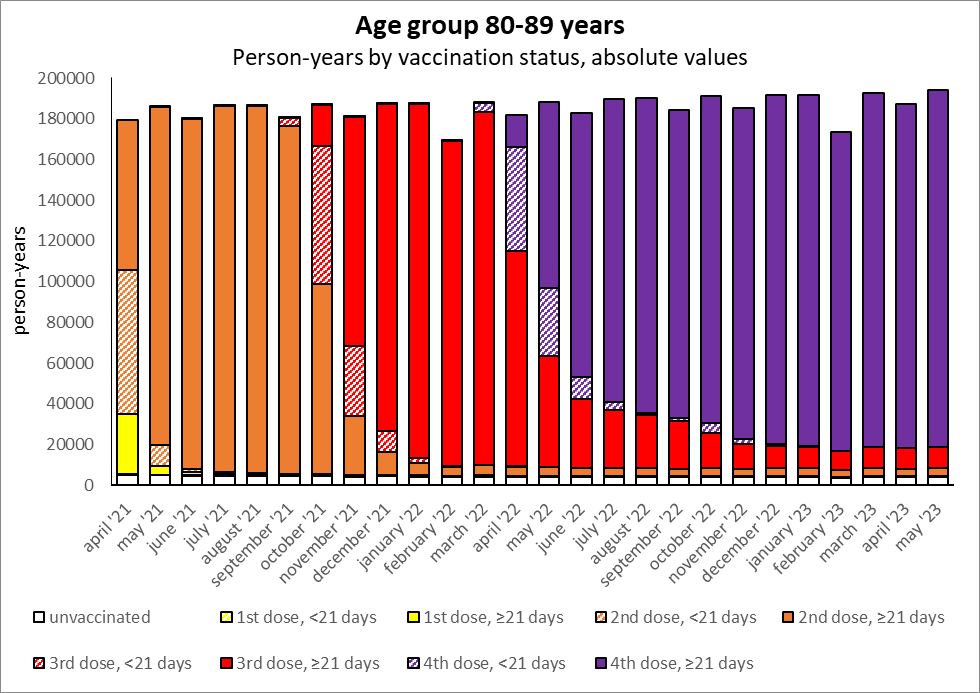 Age group 80-89 years
Person-years by vaccination status, absolute values
person-years
200000
180000
160000
140000
120000
100000
80000
60000
40000
20000
0
april '21
may '21
june '21
july '21
august '21
september '21
october '21
november '21
december '21
january '22
february '22
march '22
april '22
may '22
june '22
july '22
august '22
september '22
october '22
november '22
december '22
january '23
february '23
march '23
april '23
may '23
unvaccinated
1st dose, <21 days
1st dose, ≥21 days
2nd dose, <21 days
2nd dose, ≥21 days
3rd dose, <21 days
3rd dose, ≥21 days
4th dose, <21 days
4th dose, ≥21 days